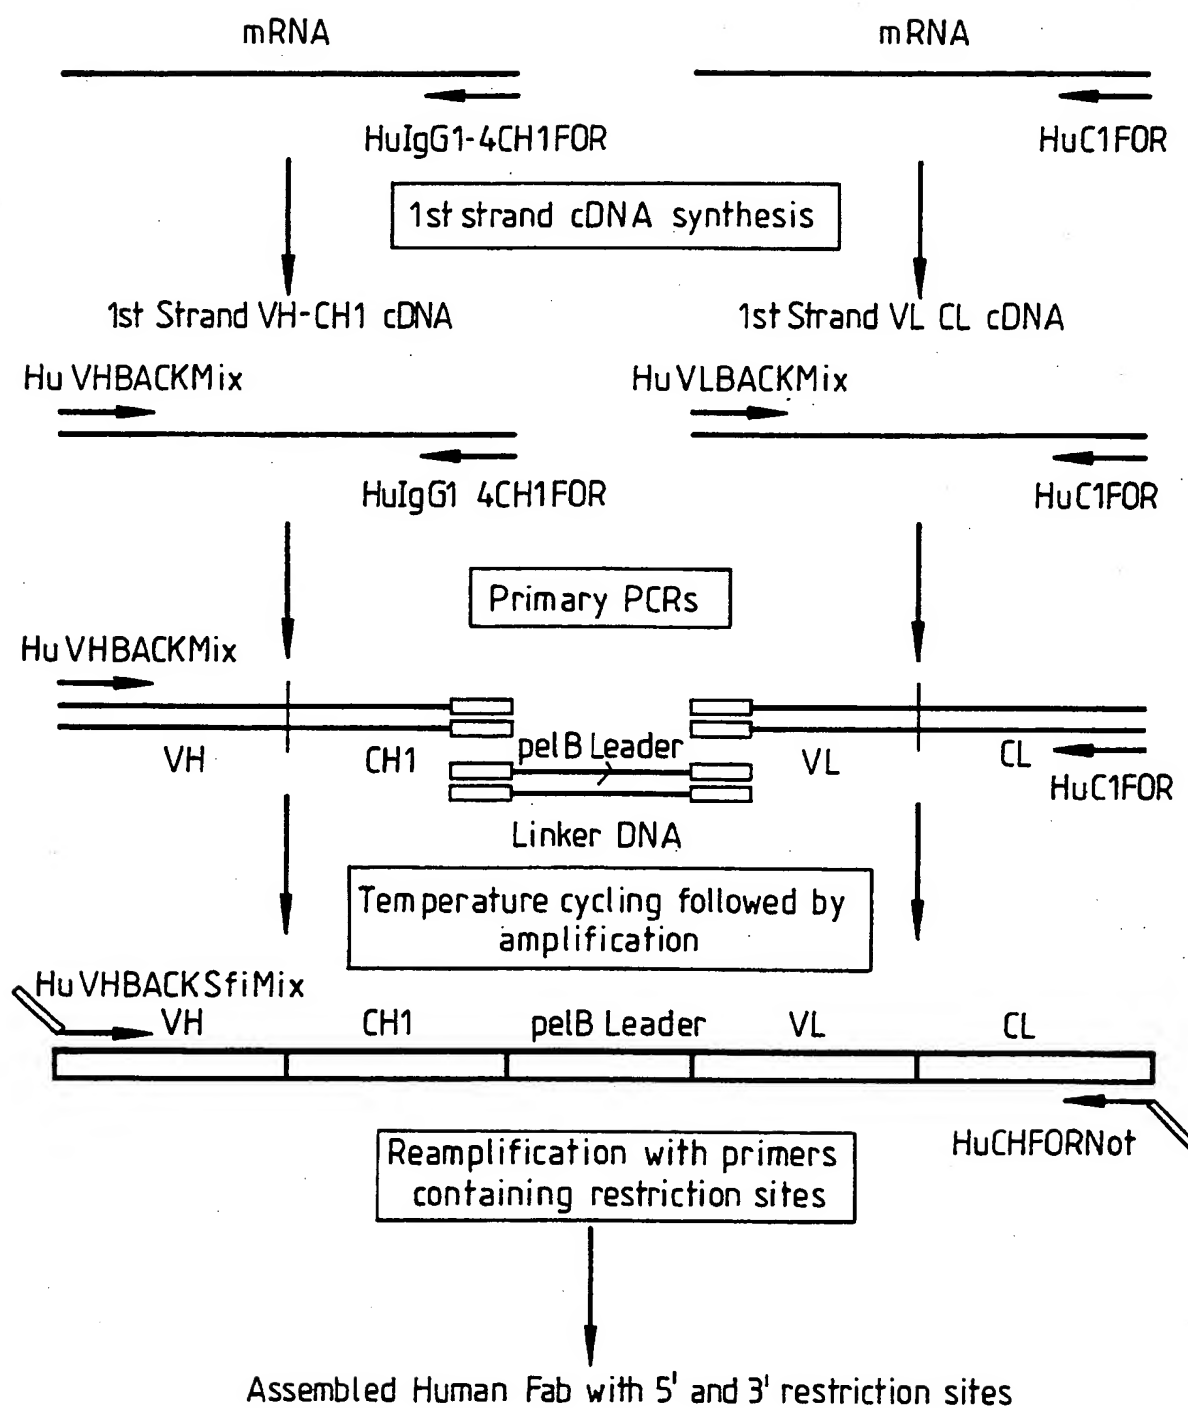 mRNA
mRNA
HuIgG1-4CH1FOR
HuC1FOR
1st strand cDNA synthesis
1st Strand VH-CH1 cDNA
1st Strand VL CL cDNA
Hu VHBACKMix
Hu VLBACKMix
HuIgG1 4CH1FOR
HuC1FOR
Primary PCRs
Hu VHBACKMix
VH
CH1
pelB Leader
VL
CL
HuC1FOR
Linker DNA
Temperature cycling followed by
amplification
Hu VHBACKSfiMix
VH
CH1
pelB Leader
VL
CL
HuCHFORNot
Reamplification with primers
containing restriction sites
Assembled Human Fab with 5' and 3' restriction sites